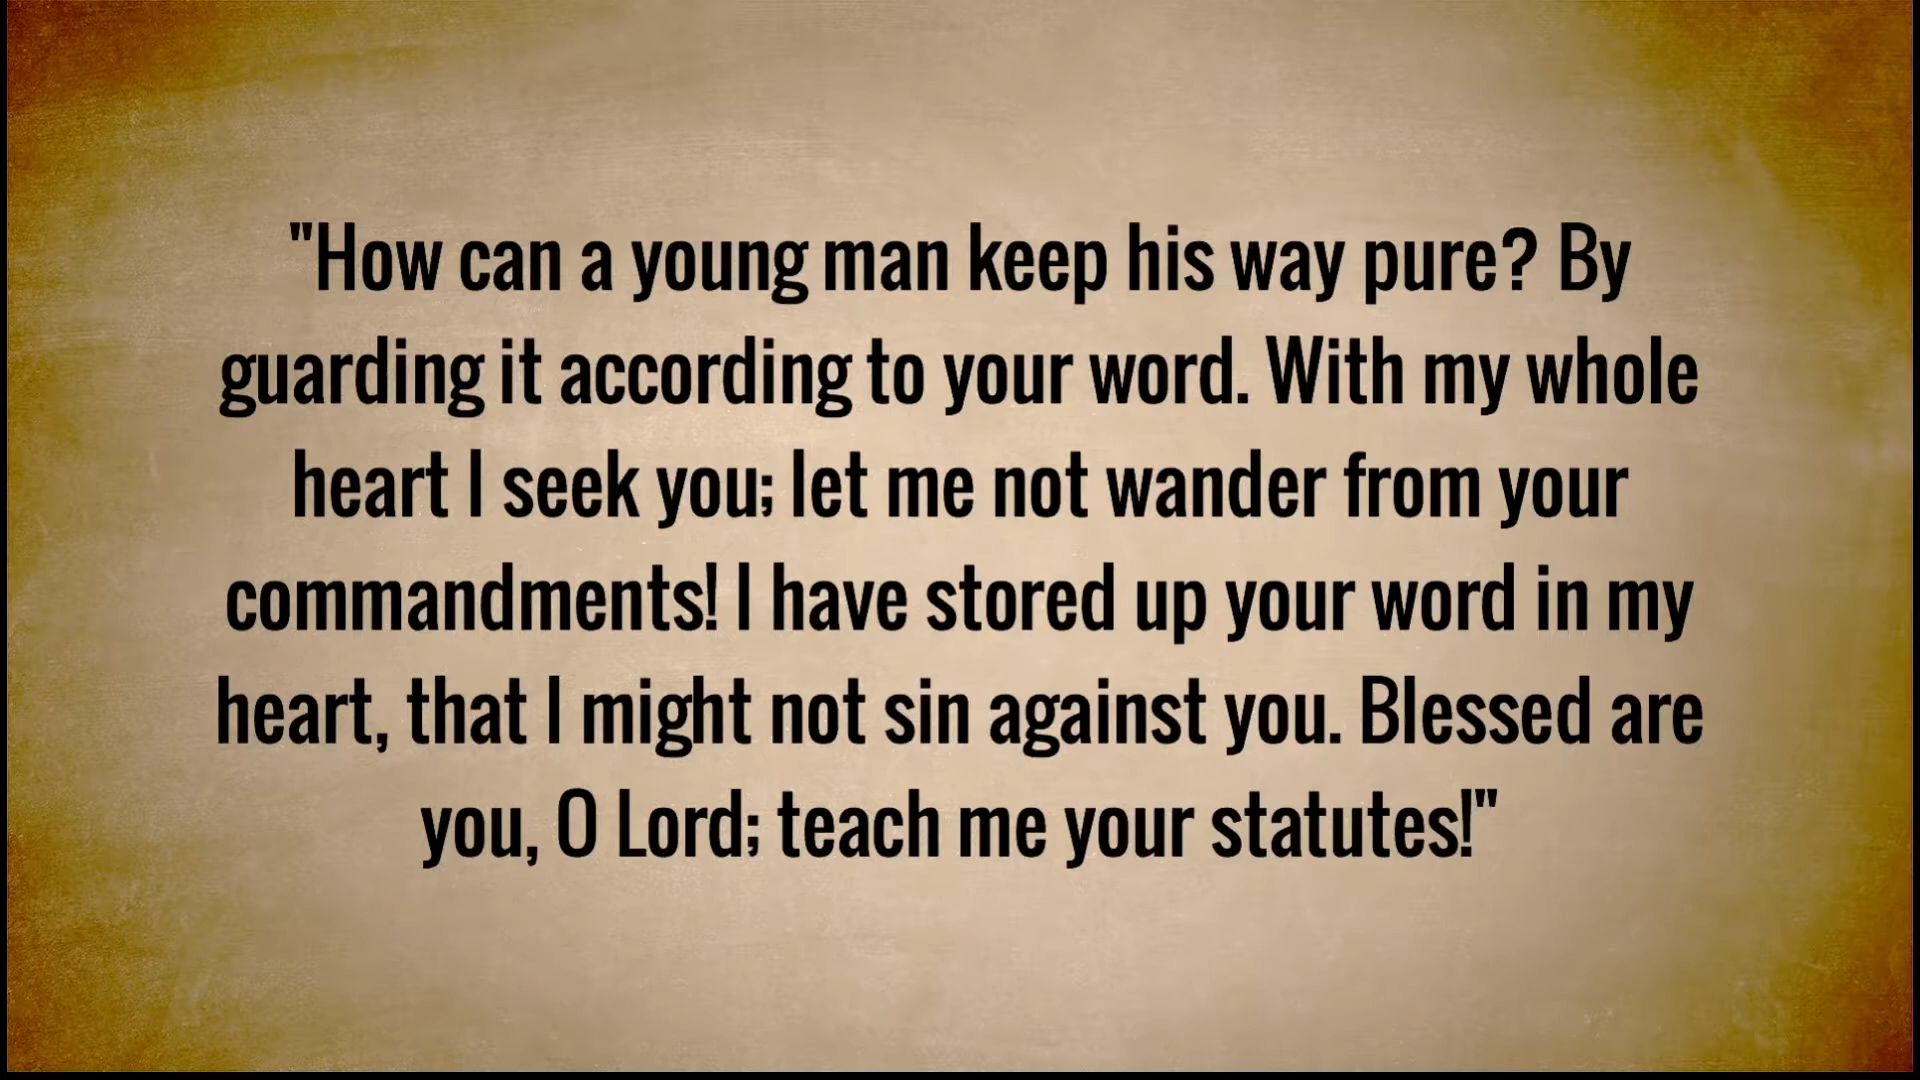 "How can a young man keep his way pure? By
guarding it according to your word. With my whole
heart I seek you; let me not wander from your
commandments! I have stored up your word in my
heart, that I might not sin against you. Blessed are
you, O Lord; teach me your statutes!"